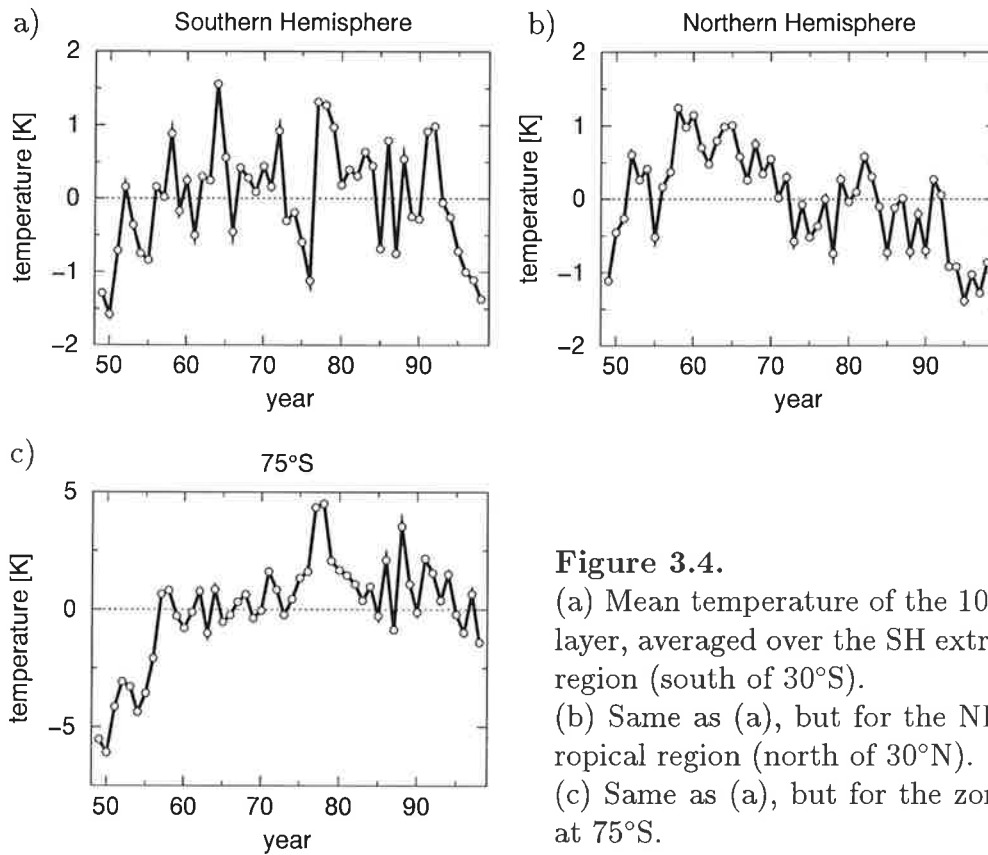 a)
Southern Hemisphere
2
1
0
−1
−2
temperature [K]
50 60 70 80 90
year
b)
Northern Hemisphere
2
1
0
−1
−2
temperature [K]
50 60 70 80 90
year
c)
75°S
5
0
−5
temperature [K]
50 60 70 80 90
year
Figure 3.4.
(a) Mean temperature of the 10
layer, averaged over the SH extr
region (south of 30°S).
(b) Same as (a), but for the
ropical region (north of 30°N).
(c) Same as (a), but for the zor
at 75°S.